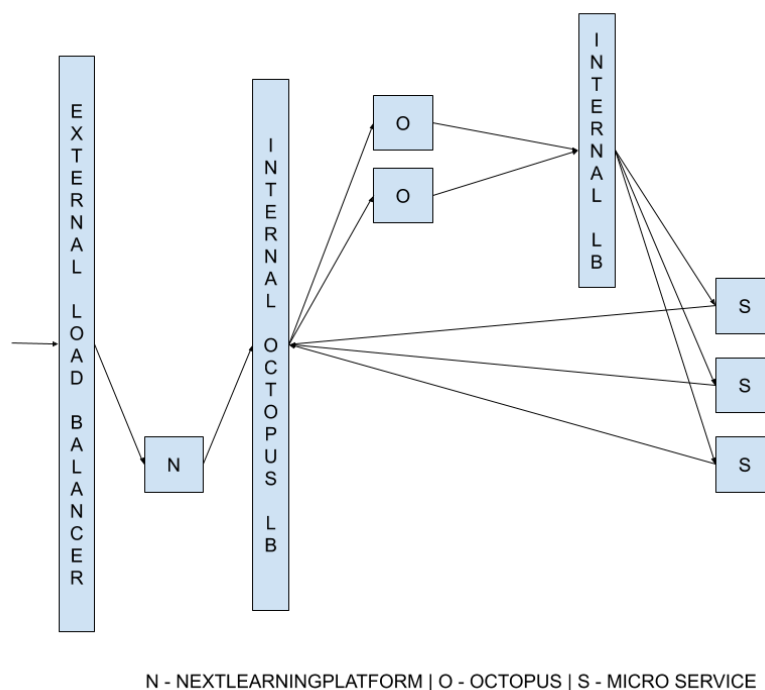 EXTERNAL LOAD BALANCER
N
INTERNAL OCTOPUS LB
O
O
INTERNAL LB
S
S
S
N - NEXTLEARNINGPLATFORM | O - OCTOPUS | S - MICRO SERVICE